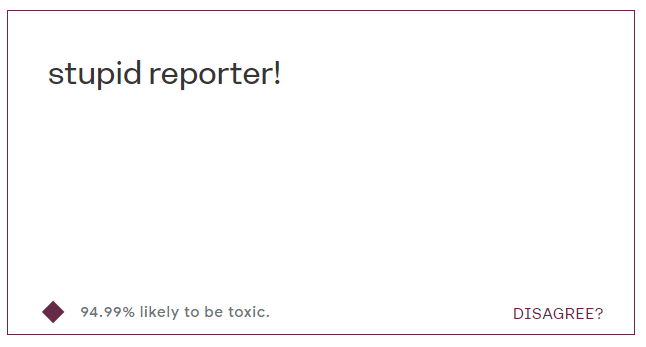 stupid reporter!
94.99% likely to be toxic.
DISAGREE?